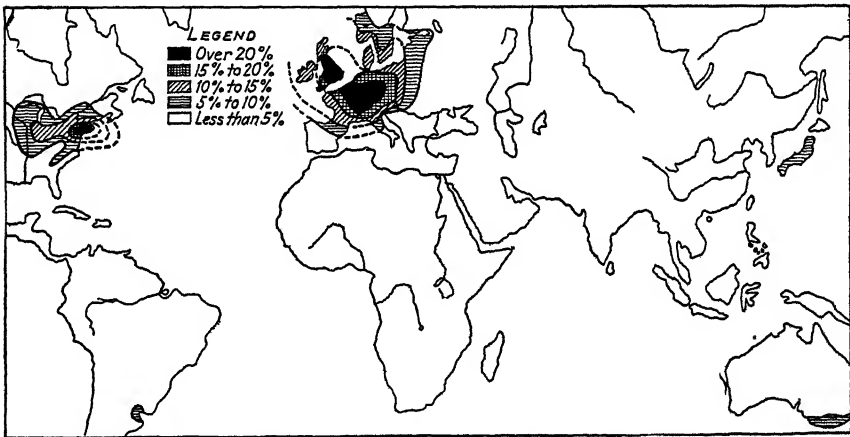 LEGEND
Over 20%
15% to 20%
10% to 15%
5% to 10%
Less than 5%